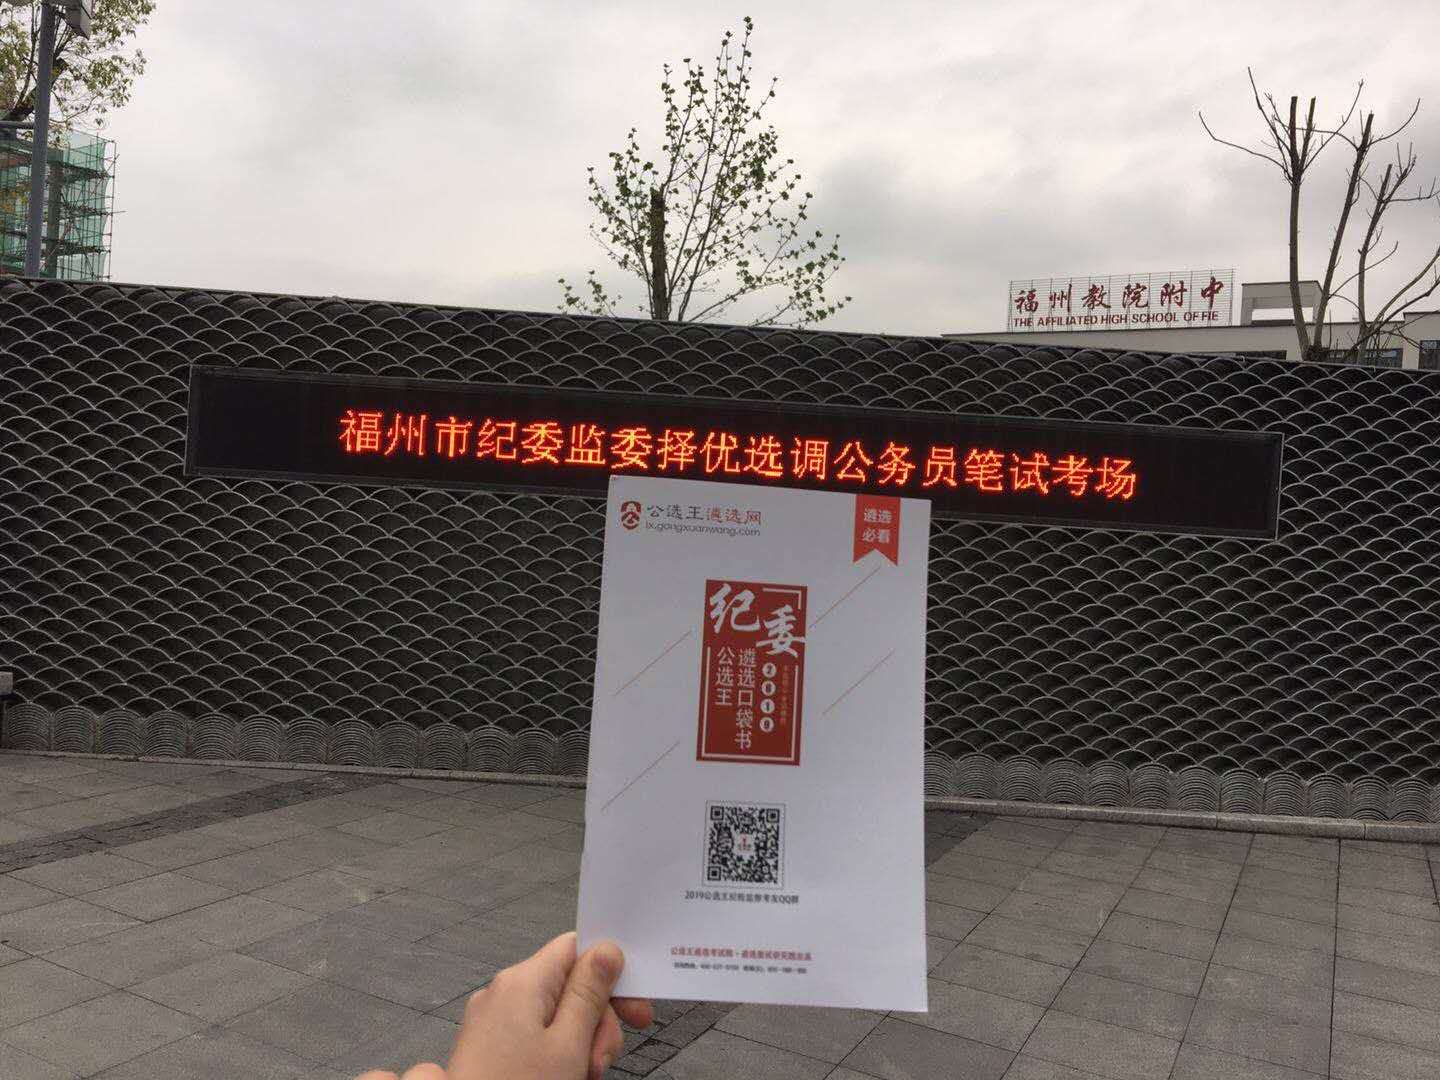 福州教院附中
THE AFFILIATED HIGH SCHOOL OF FIE
福州市纪委监委择优选调公务员笔试考场
公选王遴选网
lx.gongxuanwang.com
遴选
必看
纪委
2019
遴选口袋书
公选王
2019公选王纪检监察考友QQ群